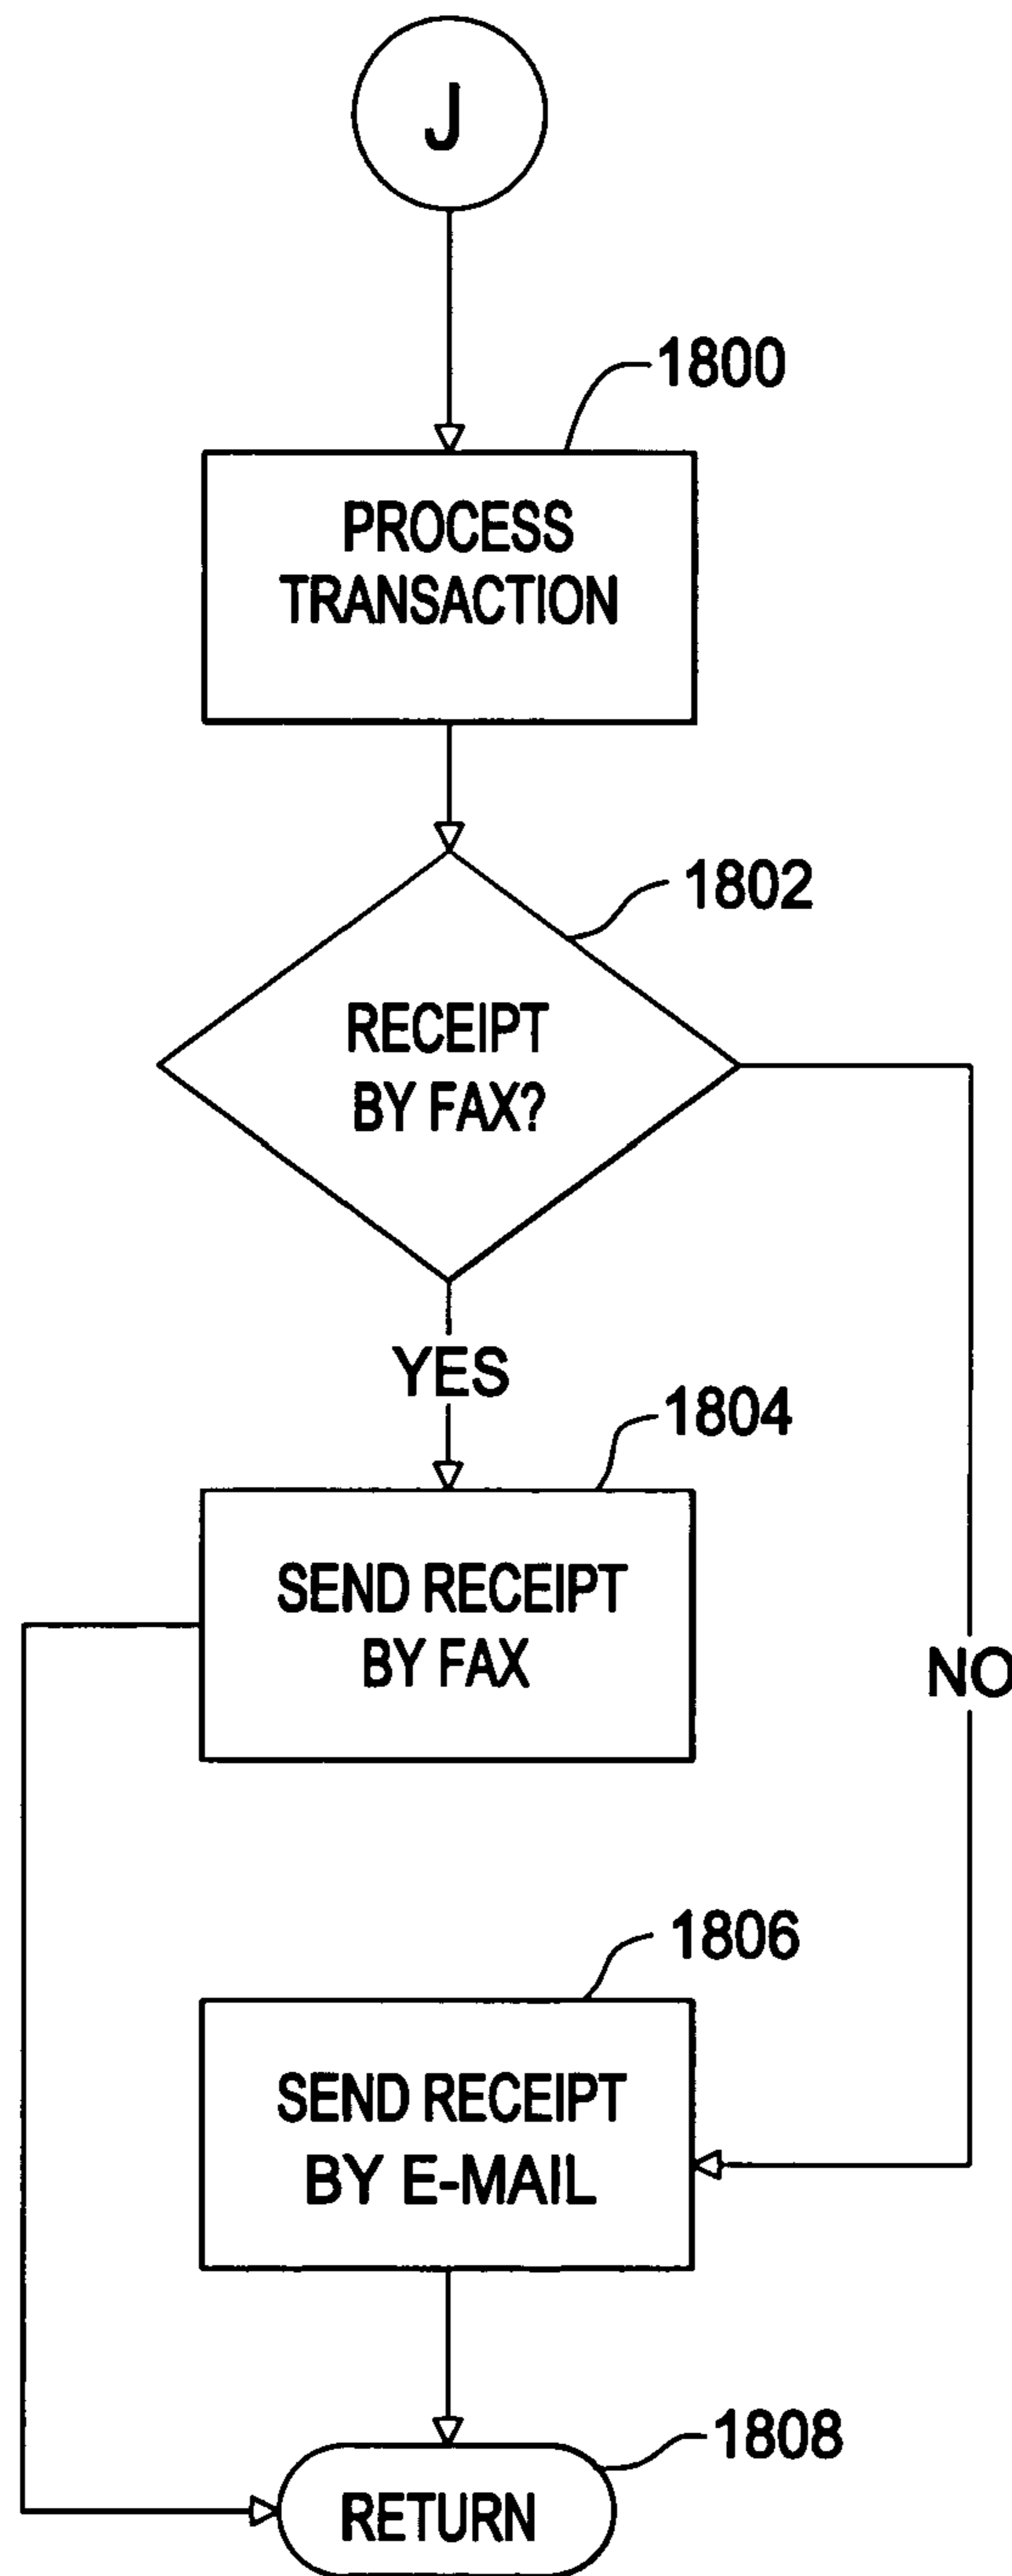 J
1800
PROCESS
TRANSACTION
1802
RECEIPT
BY FAX?
YES
1804
SEND RECEIPT
BY FAX
NO
1806
SEND RECEIPT
BY E-MAIL
1808
RETURN